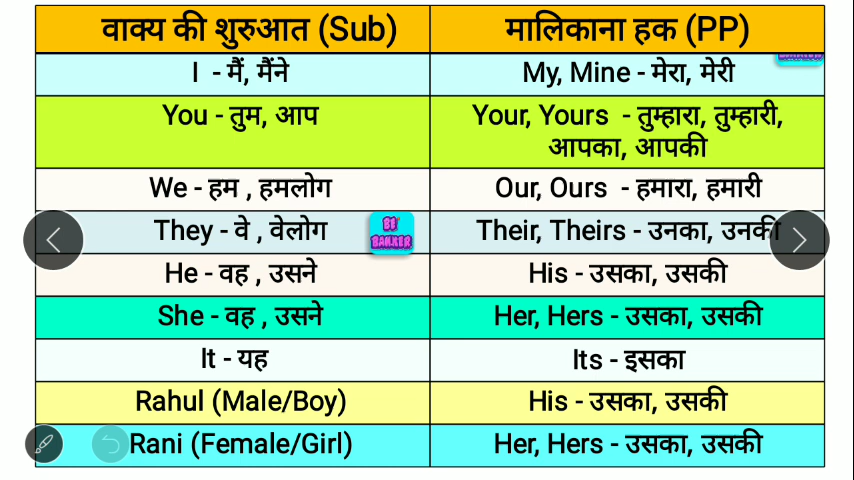 वाक्य की शुरुआत (Sub)
मालिकाना हक (PP)
I - मैं, मैंने
My, Mine - मेरा, मेरी
You - तुम, आप
Your, Yours - तुम्हारा, तुम्हारी,
आपका, आपकी
We - हम , हमलोग
Our, Ours - हमारा, हमारी
They - वे , वेलोग
BE
BANKER
Their, Theirs - उनका, उनकी
He - वह , उसने
His - उसका, उसकी
She - वह , उसने
Her, Hers - उसका, उसकी
It - यह
Its - इसका
Rahul (Male/Boy)
His - उसका, उसकी
Rani (Female/Girl)
Her, Hers - उसका, उसकी